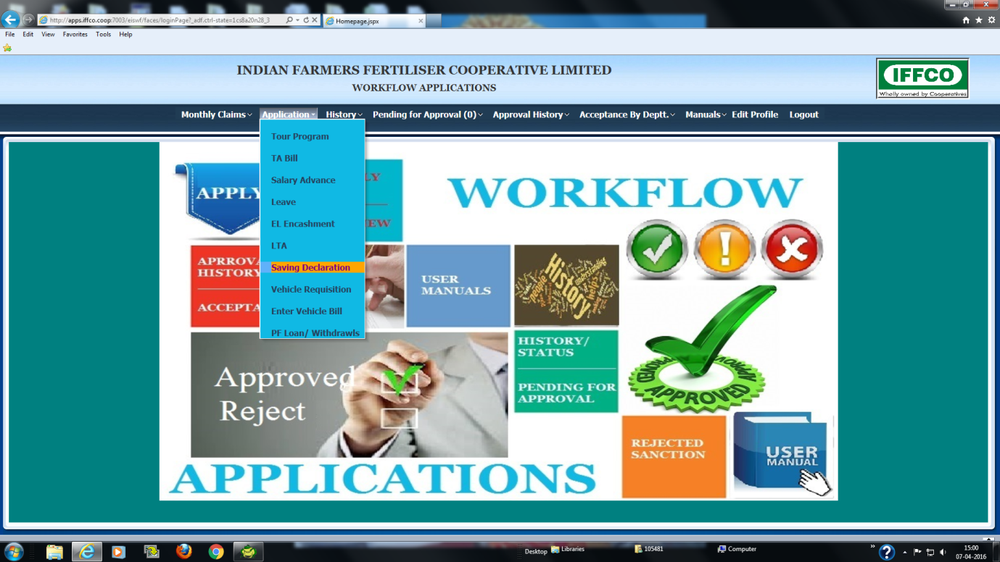 http://apps.iffco.coop:7003/eiswf/faces/loginPage?_adf.ctrl-state=1cs8a20n28_3
Homepage.jspx
File Edit View Favorites Tools Help
INDIAN FARMERS FERTILISER COOPERATIVE LIMITED
WORKFLOW APPLICATIONS
IFFCO
Wholly owned by Cooperatives
Monthly Claims Application History Pending for Approval (0) Approval History Acceptance By Deptt. Manuals Edit Profile Logout
Tour Program
TA Bill
Salary Advance
Leave
EL Encashment
LTA
Saving Declaration
Vehicle Requisition
Enter Vehicle Bill
PF Loan/ Withdrawls
APPLY
LY
EW
WORKFLOW
APRROVA
HISTORY
ACCEPTA
USER
MANUALS
History
people
helps
understanding
HISTORY/
STATUS
PENDING FOR
APPROVAL
APPROVED
APPROVED
Approved
Reject
REJECTED
SANCTION
USER
MANUAL
APPLICATIONS
Desktop Libraries 105481 Computer
15:00
07-04-2016